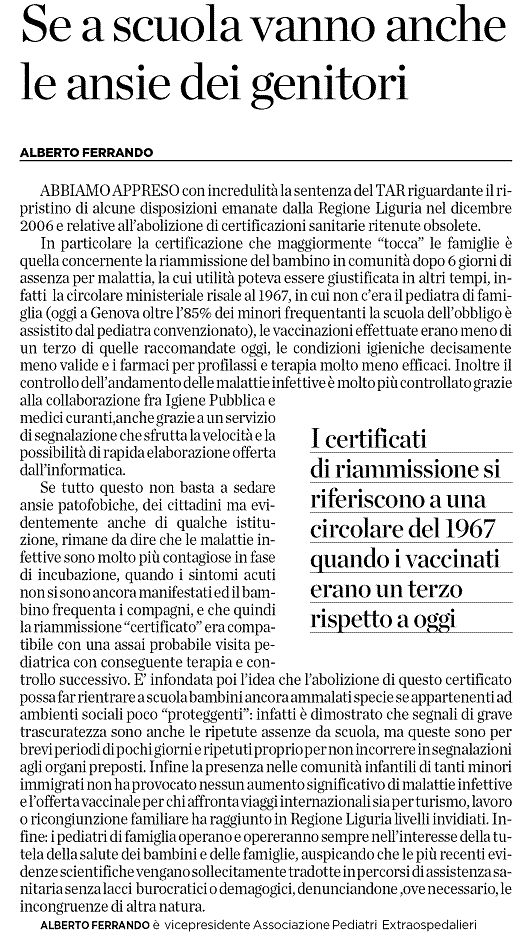 Se a scuola vanno anche
le ansie dei genitori
ALBERTO FERRANDO
ABBIAMO APPRESO con incredulità la sentenza del TAR riguardante il ri-
pristino di alcune disposizioni emanate dalla Regione Liguria nel dicembre
2006 e relative all'abolizione di certificazioni sanitarie ritenute obsolete.
In particolare la certificazione che maggiormente "tocca" le famiglie è
quella concernente la riammissione del bambino in comunità dopo 6 giorni di
assenza per malattia, la cui utilità poteva essere giustificata in altri tempi, in-
fatti la circolare ministeriale risale al 1967, in cui non c'era il pediatra di fami-
glia (oggi a Genova oltre l'85% dei minori frequentanti la scuola dell'obbligo è
assistito dal pediatra convenzionato), le vaccinazioni effettuate erano meno di
un terzo di quelle raccomandate oggi, le condizioni igieniche decisamente
meno valide e i farmaci per profilassi e terapia molto meno efficaci. Inoltre il
controllo dell'andamento delle malattie infettive è molto più controllato grazie
alla collaborazione fra Igiene Pubblica e
medici curanti,anche grazie a un servizio
di segnalazione che sfrutta la velocità e la
possibilità di rapida elaborazione offerta
dall'informatica.
Se tutto questo non basta a sedare
ansie patofobiche, dei cittadini ma evi-
dentemente anche di qualche istitu-
zione, rimane da dire che le malattie in-
fettive sono molto più contagiose in fase
di incubazione, quando i sintomi acuti
non si sono ancora manifestati ed il bam-
bino frequenta i compagni, e che quindi
la riammissione "certificato" era compa-
tibile con una assai probabile visita pe-
diatrica con conseguente terapia e con-
trollo successivo. E' infondata poi l'idea che l'abolizione di questo certificato
possa far rientrare a scuola bambini ancora ammalati specie se appartenenti ad
ambienti sociali poco "proteggenti": infatti è dimostrato che segnali di grave
trascuratezza sono anche le ripetute assenze da scuola, ma queste sono per
brevi periodi di pochi giorni e ripetuti proprio per non incorrere in segnalazioni
agli organi preposti. Infine la presenza nelle comunità infantili di tanti minori
immigrati non ha provocato nessun aumento significativo di malattie infettive
e l'offerta vaccinale per chi affronta viaggi internazionali sia per turismo, lavoro
o ricongiunzione familiare ha raggiunto in Regione Liguria livelli invidiati. In-
fine: i pediatri di famiglia operano e opereranno sempre nell'interesse della tu-
tela della salute dei bambini e delle famiglie, auspicando che le più recenti evi-
denze scientifiche vengano sollecitamente tradotte in percorsi di assistenza sa-
nitaria senza lacci burocratici o demagogici, denunciandone ,ove necessario, le
incongruenze di altra natura.
I certificati
di riammissione si
riferiscono a una
circolare del 1967
quando i vaccinati
erano un terzo
rispetto a oggi
ALBERTO FERRANDO è vicepresidente Associazione Pediatri Extraospedalieri